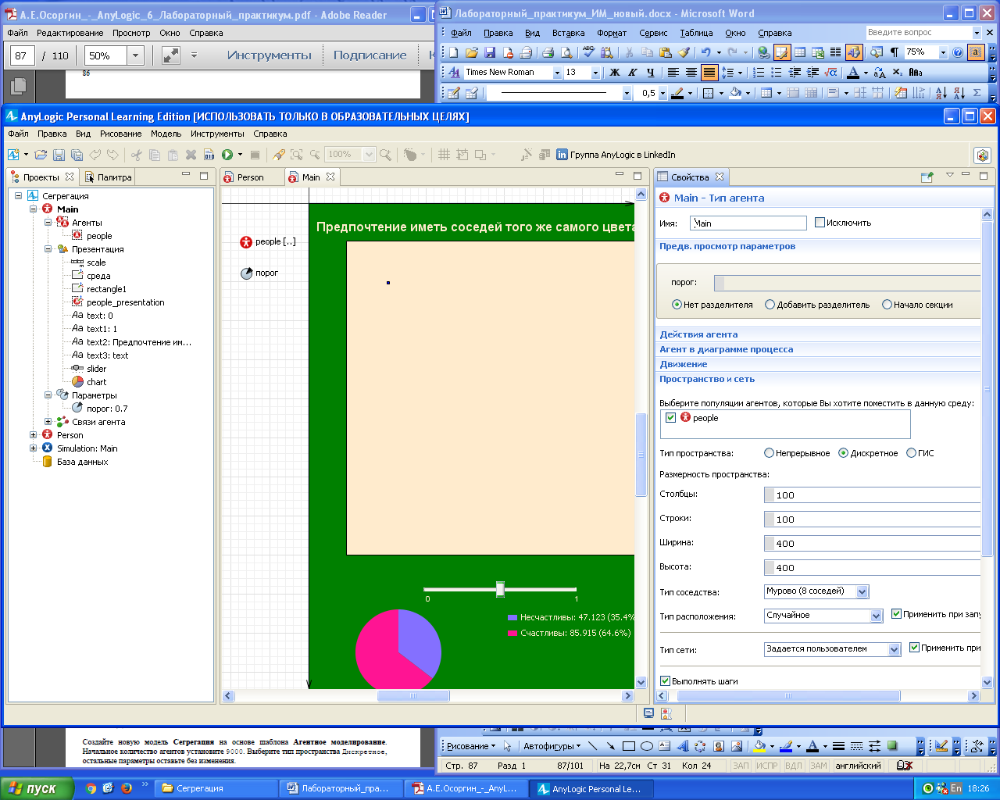 А.Е.Осоргин_-_AnyLogic_6_Лабораторный_практикум.pdf - Adobe Reader
Файл Редактирование Просмотр Окно Справка
87 / 110 50% Инструменты Подписание
86
Лабораторный_практикум_ИМ_новый.docx - Microsoft Word
Файл Правка Вид Вставка Формат Сервис Таблица Окно Справка Введите вопрос
75%
Times New Roman 13 Ж К Ч
0,5
AnyLogic Personal Learning Edition [ИСПОЛЬЗОВАТЬ ТОЛЬКО В ОБРАЗОВАТЕЛЬНЫХ ЦЕЛЯХ]
Файл Правка Вид Рисование Модель Инструменты Справка
100% Группа AnyLogic в LinkedIn
Проекты Палитра
Сегрегация
Main
Агенты
people
Презентация
scale
среда
rectangle1
people_presentation
Aa text: 0
Aa text1: 1
Aa text2: Предпочтение им...
Aa text3: text
slider
chart
Параметры
порог: 0.7
Связи агента
Person
Simulation: Main
База данных
Person Main
people [..]
порог
Предпочтение иметь соседей того же самого цвета
0 1
Несчастливы: 47.123 (35.4%
Счастливы: 85.915 (64.6%)
Свойства
Main - Тип агента
Имя: Main Исключить
Предв. просмотр параметров
порог:
Нет разделителя Добавить разделитель Начало секции
Действия агента
Агент в диаграмме процесса
Движение
Пространство и сеть
Выберите популяции агентов, которые Вы хотите поместить в данную среду:
people
Тип пространства: Непрерывное Дискретное ГИС
Размерность пространства:
Столбцы: 100
Строки: 100
Ширина: 400
Высота: 400
Тип соседства: Мурово (8 соседей)
Тип расположения: Случайное Применить при запу
Тип сети: Задается пользователем Применить при
Выполнять шаги
Создайте новую модель Сегрегация на основе шаблона Агентное моделирование.
Начальное количество агентов установите 9000. Выберите тип пространства Дискретное,
остальные параметры оставьте без изменения.
Рисование Автофигуры
Стр. 87 Разд 1 87/101 На 22,7см Ст 31 Кол 24 ЗАП ИСПР ВДЛ ЗАМ английский
пуск Сегрегация Лабораторный_пра... А.Е.Осоргин_-_AnyL... AnyLogic Personal Le... En 18:26